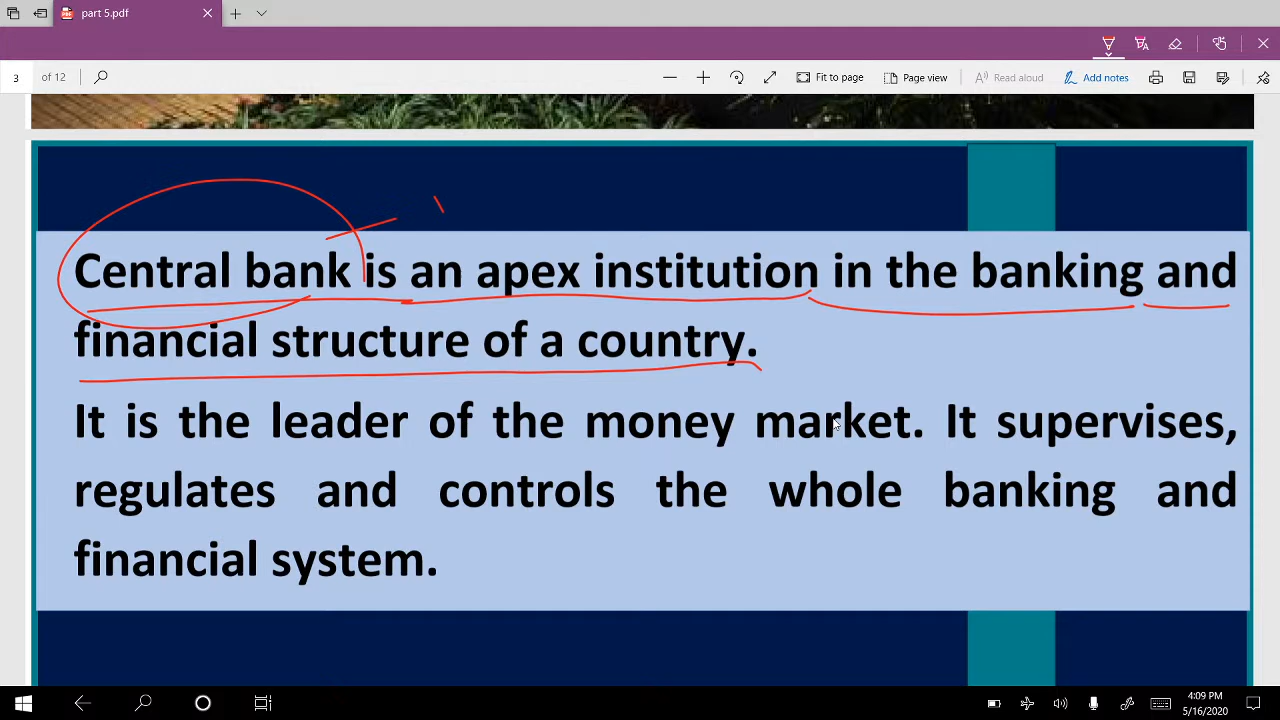 part 5.pdf
3 of 12
Fit to page
Page view
Read aloud
Add notes
Central bank is an apex institution in the banking and
financial structure of a country.
It is the leader of the money market. It supervises,
regulates and controls the whole banking and
financial system.
4:09 PM
5/16/2020